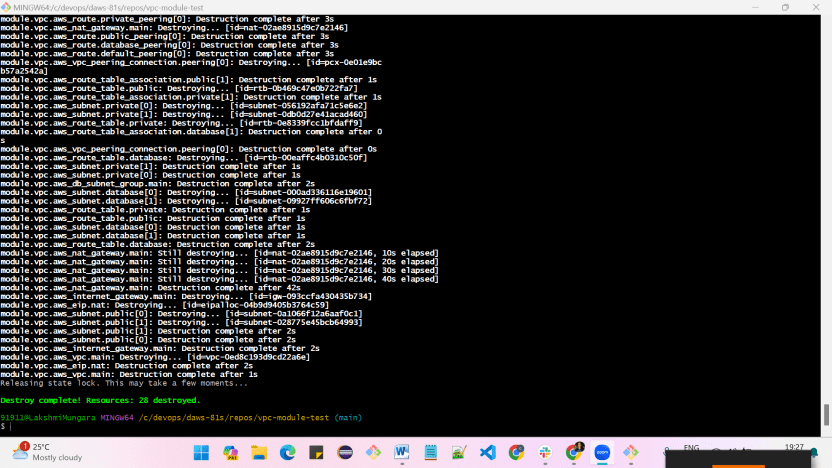 MINGW64:/c/devops/daws-81s/repos/vpc-module-test
module.vpc.aws_route.private_peering[0]: Destruction complete after 3s
module.vpc.aws_nat_gateway.main: Destroying... [id=nat-02ae8915d9c7e2146]
module.vpc.aws_route.public_peering[0]: Destruction complete after 3s
module.vpc.aws_route.database_peering[0]: Destruction complete after 3s
module.vpc.aws_route.default_peering[0]: Destruction complete after 3s
module.vpc.aws_vpc_peering_connection.peering[0]: Destroying... [id=pcx-0e01e9bc
b57a2542a]
module.vpc.aws_route_table_association.public[1]: Destruction complete after 1s
module.vpc.aws_route_table.public: Destroying... [id=rtb-0b469c47e0b722fa7]
module.vpc.aws_route_table_association.private[1]: Destruction complete after 1s
module.vpc.aws_subnet.private[0]: Destroying... [id=subnet-056192afa71c5e6e2]
module.vpc.aws_subnet.private[1]: Destroying... [id=subnet-0db0d27e41acad460]
module.vpc.aws_route_table.private: Destroying... [id=rtb-0e8339fcc1bfdaff9]
module.vpc.aws_route_table_association.database[1]: Destruction complete after 0
s
module.vpc.aws_vpc_peering_connection.peering[0]: Destruction complete after 0s
module.vpc.aws_route_table.database: Destroying... [id=rtb-00eaffc4b0310c50f]
module.vpc.aws_subnet.private[1]: Destruction complete after 1s
module.vpc.aws_subnet.private[0]: Destruction complete after 1s
module.vpc.aws_db_subnet_group.main: Destruction complete after 2s
module.vpc.aws_subnet.database[0]: Destroying... [id=subnet-000ad336116e19601]
module.vpc.aws_subnet.database[1]: Destroying... [id=subnet-09927ff606c6fbf72]
module.vpc.aws_route_table.private: Destruction complete after 1s
module.vpc.aws_route_table.public: Destruction complete after 1s
module.vpc.aws_subnet.database[0]: Destruction complete after 1s
module.vpc.aws_subnet.database[1]: Destruction complete after 1s
module.vpc.aws_route_table.database: Destruction complete after 2s
module.vpc.aws_nat_gateway.main: Still destroying... [id=nat-02ae8915d9c7e2146, 10s elapsed]
module.vpc.aws_nat_gateway.main: Still destroying... [id=nat-02ae8915d9c7e2146, 20s elapsed]
module.vpc.aws_nat_gateway.main: Still destroying... [id=nat-02ae8915d9c7e2146, 30s elapsed]
module.vpc.aws_nat_gateway.main: Still destroying... [id=nat-02ae8915d9c7e2146, 40s elapsed]
module.vpc.aws_nat_gateway.main: Destruction complete after 42s
module.vpc.aws_internet_gateway.main: Destroying... [id=igw-093ccfa430435b734]
module.vpc.aws_eip.nat: Destroying... [id=eipalloc-04b9d9405b3764c59]
module.vpc.aws_subnet.public[0]: Destroying... [id=subnet-0a1066f12a6aaf0c1]
module.vpc.aws_subnet.public[1]: Destroying... [id=subnet-028775e45bcb64993]
module.vpc.aws_subnet.public[1]: Destruction complete after 2s
module.vpc.aws_subnet.public[0]: Destruction complete after 2s
module.vpc.aws_internet_gateway.main: Destruction complete after 2s
module.vpc.aws_vpc.main: Destroying... [id=vpc-0ed8c193d9cd22a6e]
module.vpc.aws_eip.nat: Destruction complete after 2s
module.vpc.aws_vpc.main: Destruction complete after 1s
Releasing state lock. This may take a few moments...
Destroy complete! Resources: 28 destroyed.
91911@LakshmiMungara MINGW64 /c/devops/daws-81s/repos/vpc-module-test (main)
$
1
25°C
Mostly cloudy
zoom
ENG
19:27